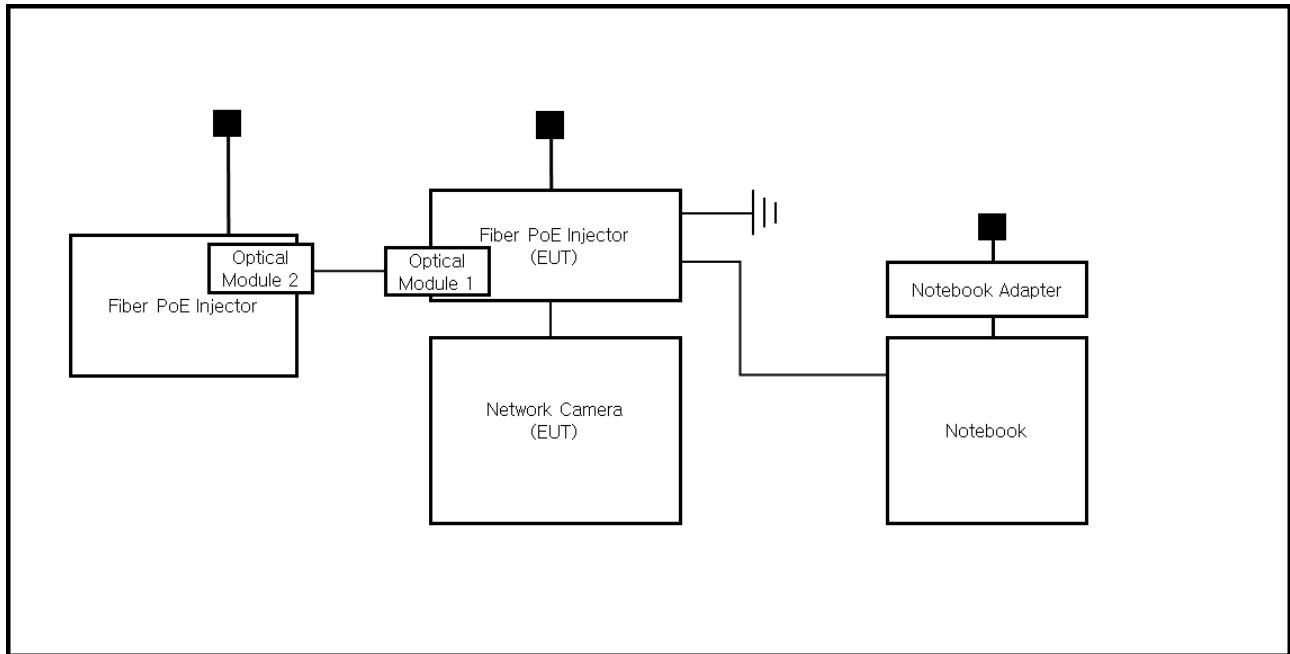 Optical
Module 2
Fiber PoE Injector
Optical
Module 1
Fiber PoE Injector
(EUT)
Network Camera
(EUT)
Notebook Adapter
Notebook